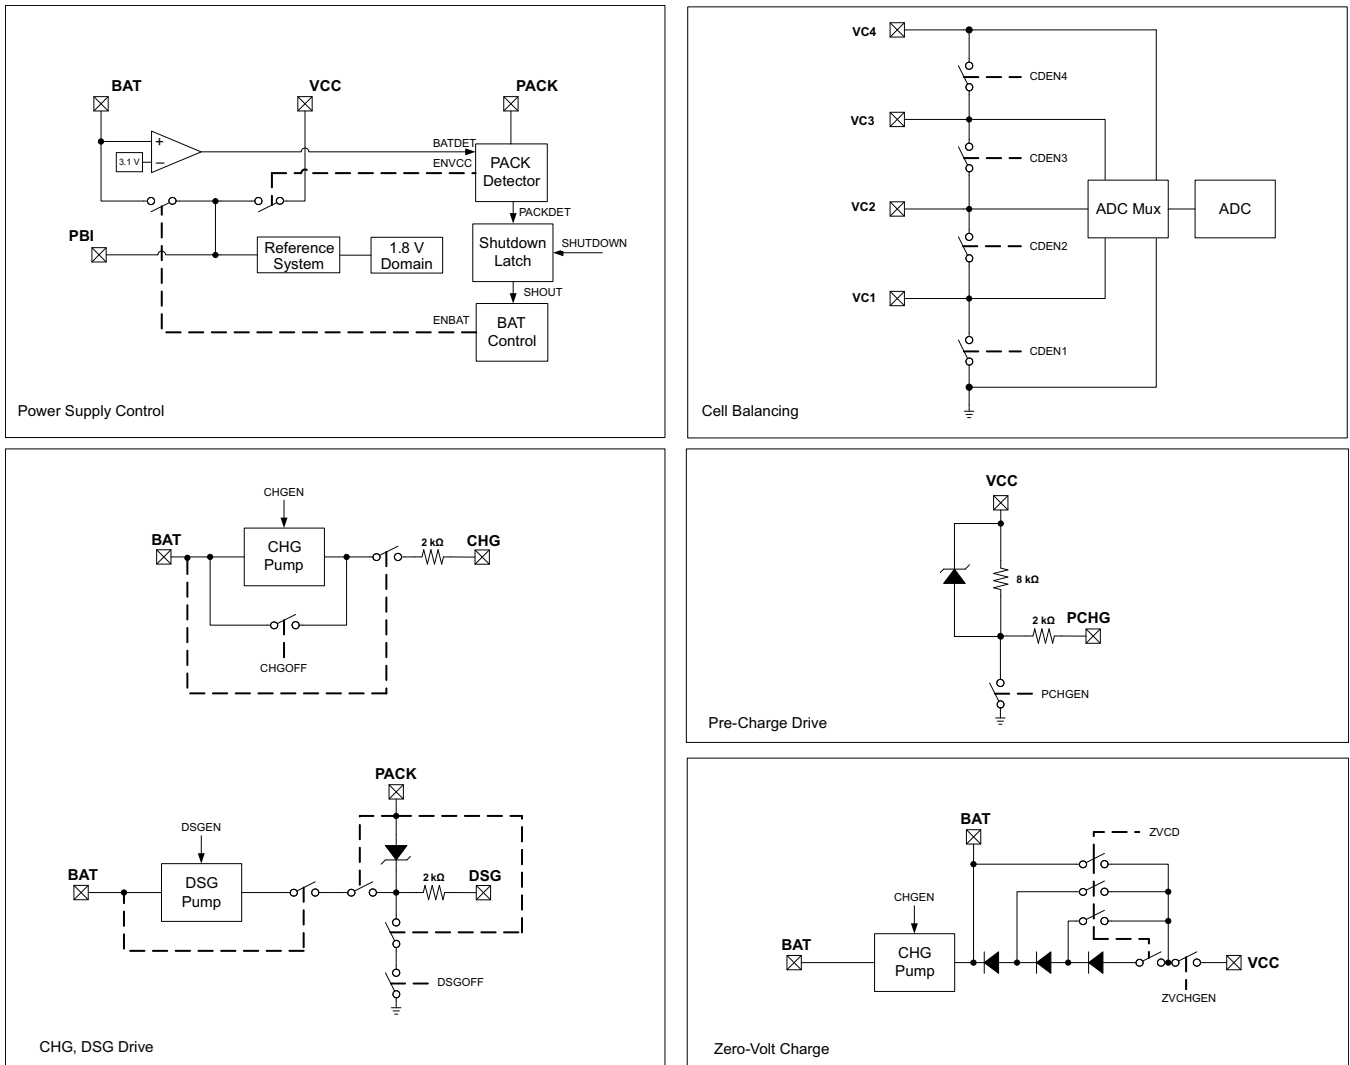 BAT
VCC
PACK
+
3.1 V
−
BATDET
ENVCC
PACK
Detector
PACKDET
PBI
Reference
System
1.8 V
Domain
Shutdown
Latch
SHUTDOWN
SHOUT
ENBAT
BAT
Control
Power Supply Control
VC4
CDEN4
VC3
CDEN3
VC2
ADC Mux
ADC
CDEN2
VC1
CDEN1
Cell Balancing
CHGEN
BAT
CHG
Pump
2 kΩ
CHG
CHGOFF
PACK
DSGEN
BAT
DSG
Pump
2 kΩ
DSG
DSGOFF
CHG, DSG Drive
VCC
8 kΩ
2 kΩ
PCHG
PCHGEN
Pre-Charge Drive
BAT
ZVCD
CHGEN
BAT
CHG
Pump
VCC
ZVCHGEN
Zero-Volt Charge